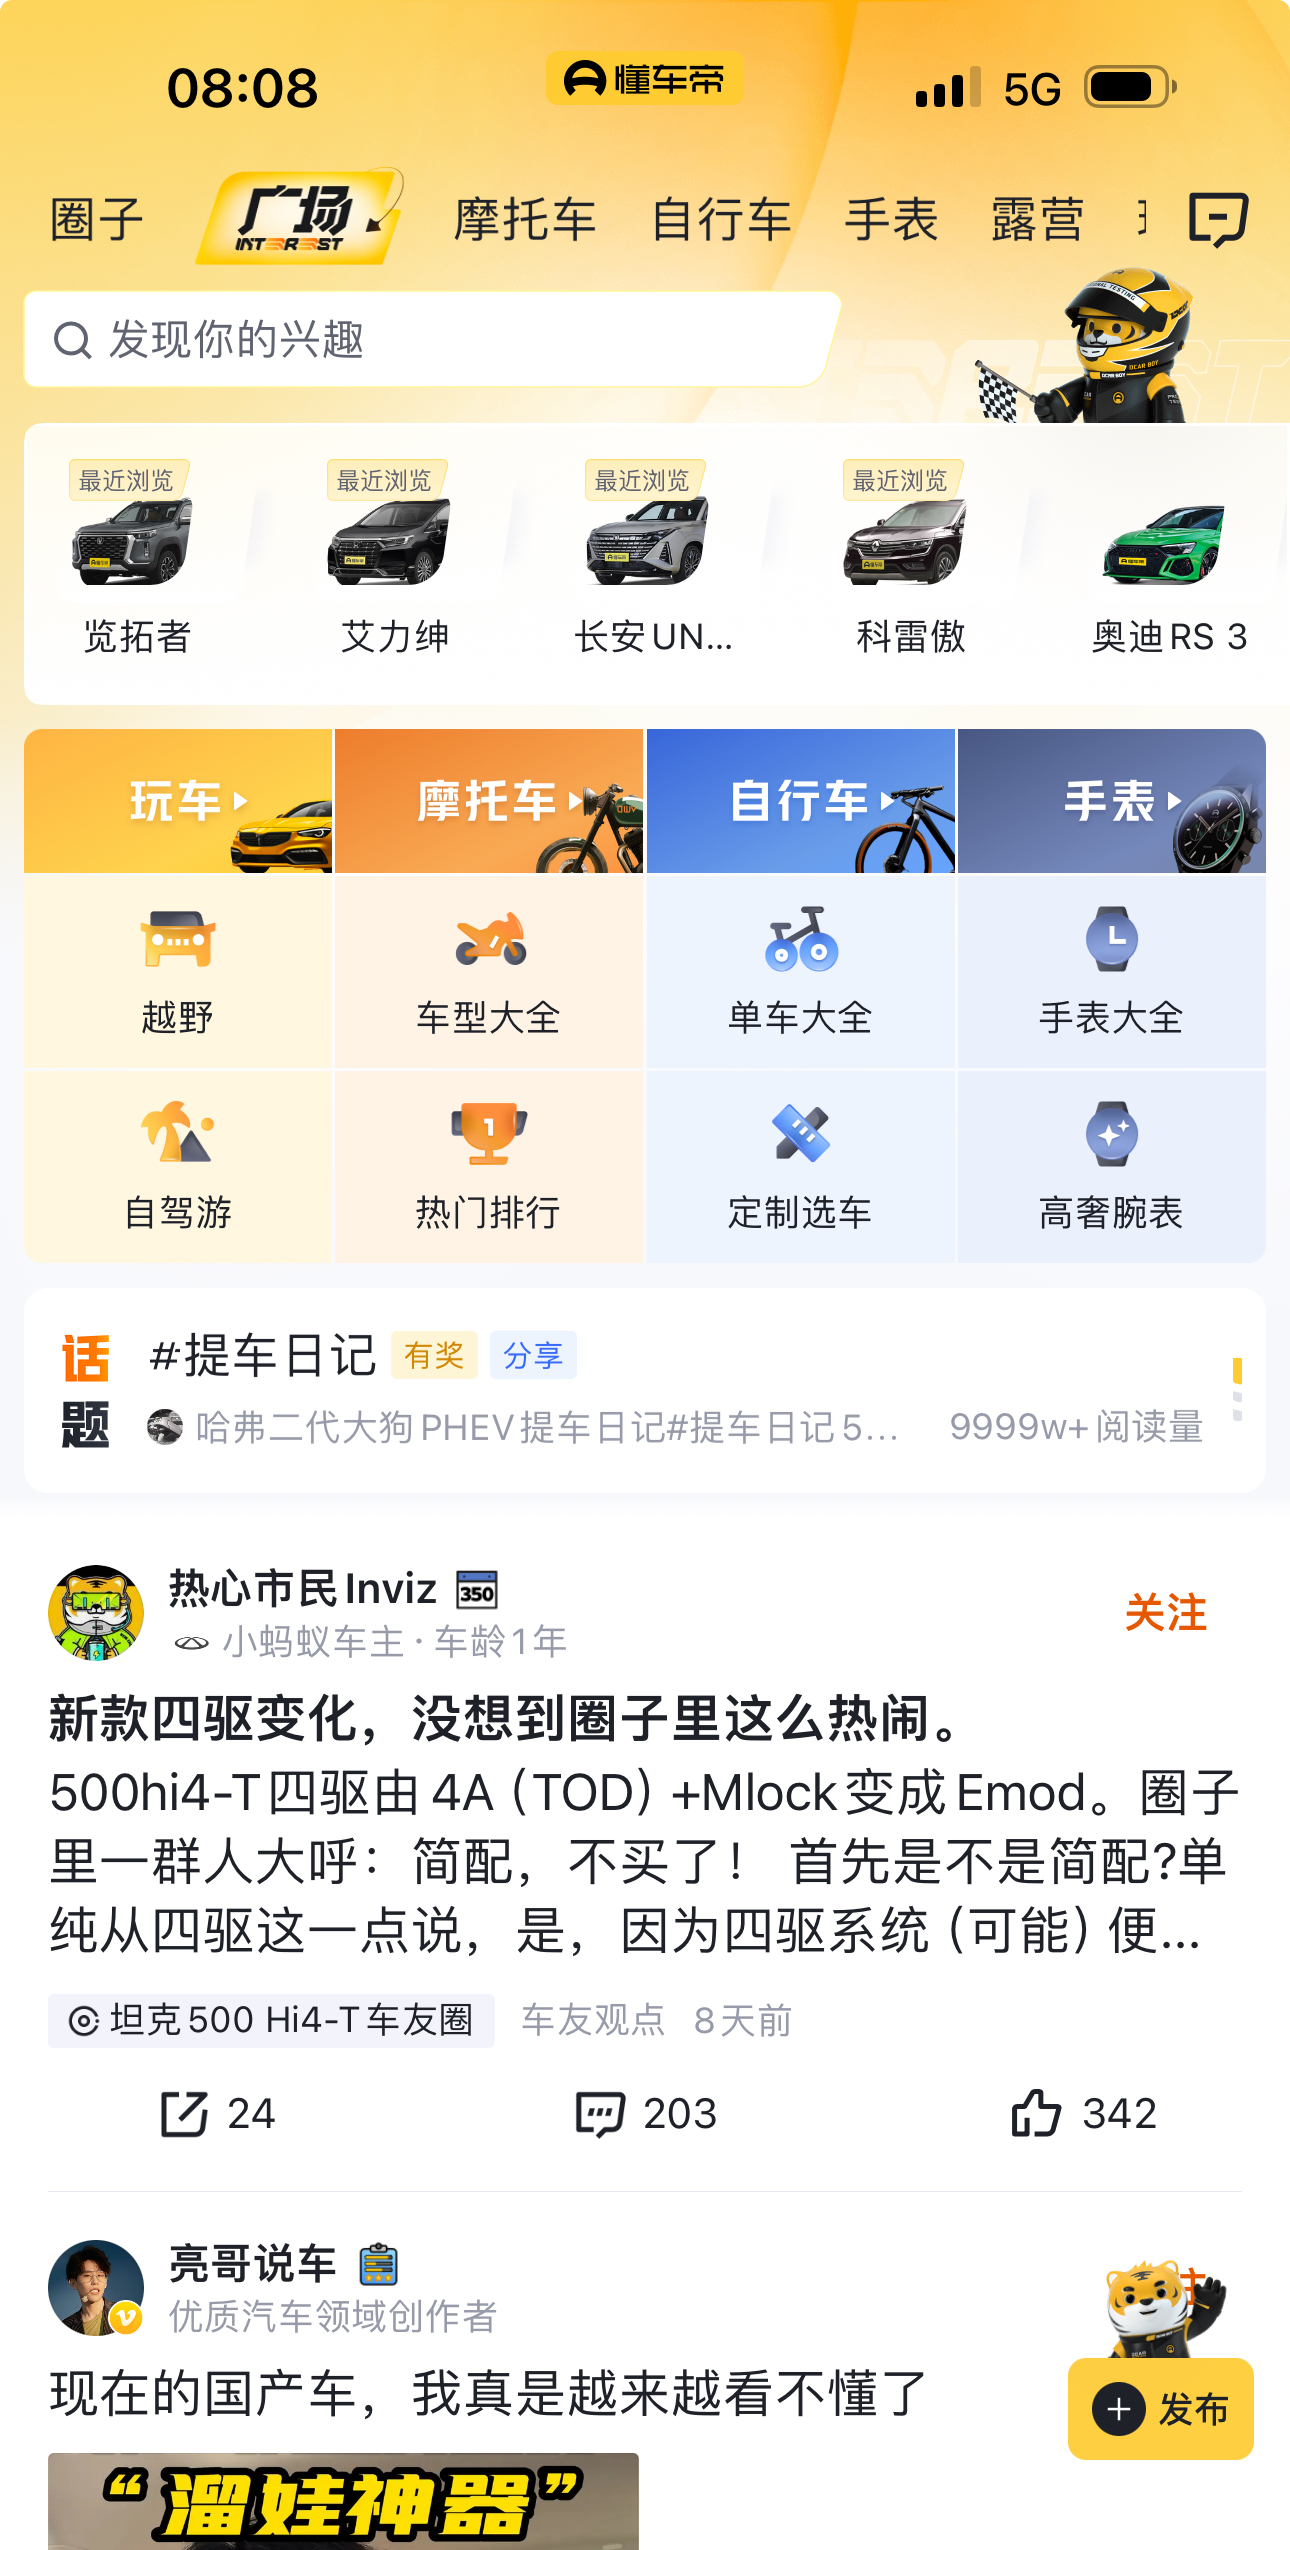 08:08
懂车帝
5G
圈子
广场
INTEREST
摩托车
自行车
手表
露营
发现你的兴趣
最近浏览
最近浏览
最近浏览
最近浏览
览拓者
艾力绅
长安UN...
科雷傲
奥迪RS 3
玩车
摩托车
自行车
手表
越野
车型大全
单车大全
手表大全
1
自驾游
热门排行
定制选车
高奢腕表
话题
#提车日记
有奖
分享
哈弗二代大狗PHEV提车日记#提车日记5...
9999w+阅读量
热心市民Inviz
350
关注
小蚂蚁车主 · 车龄1年
新款四驱变化，没想到圈子里这么热闹。
500hi4-T四驱由4A（TOD）+Mlock变成Emod。圈子
里一群人大呼：简配，不买了！ 首先是不是简配?单
纯从四驱这一点说，是，因为四驱系统（可能）便...
坦克500 Hi4-T车友圈
车友观点
8天前
24
203
342
亮哥说车
优质汽车领域创作者
现在的国产车，我真是越来越看不懂了
发布
“溜娃神器”